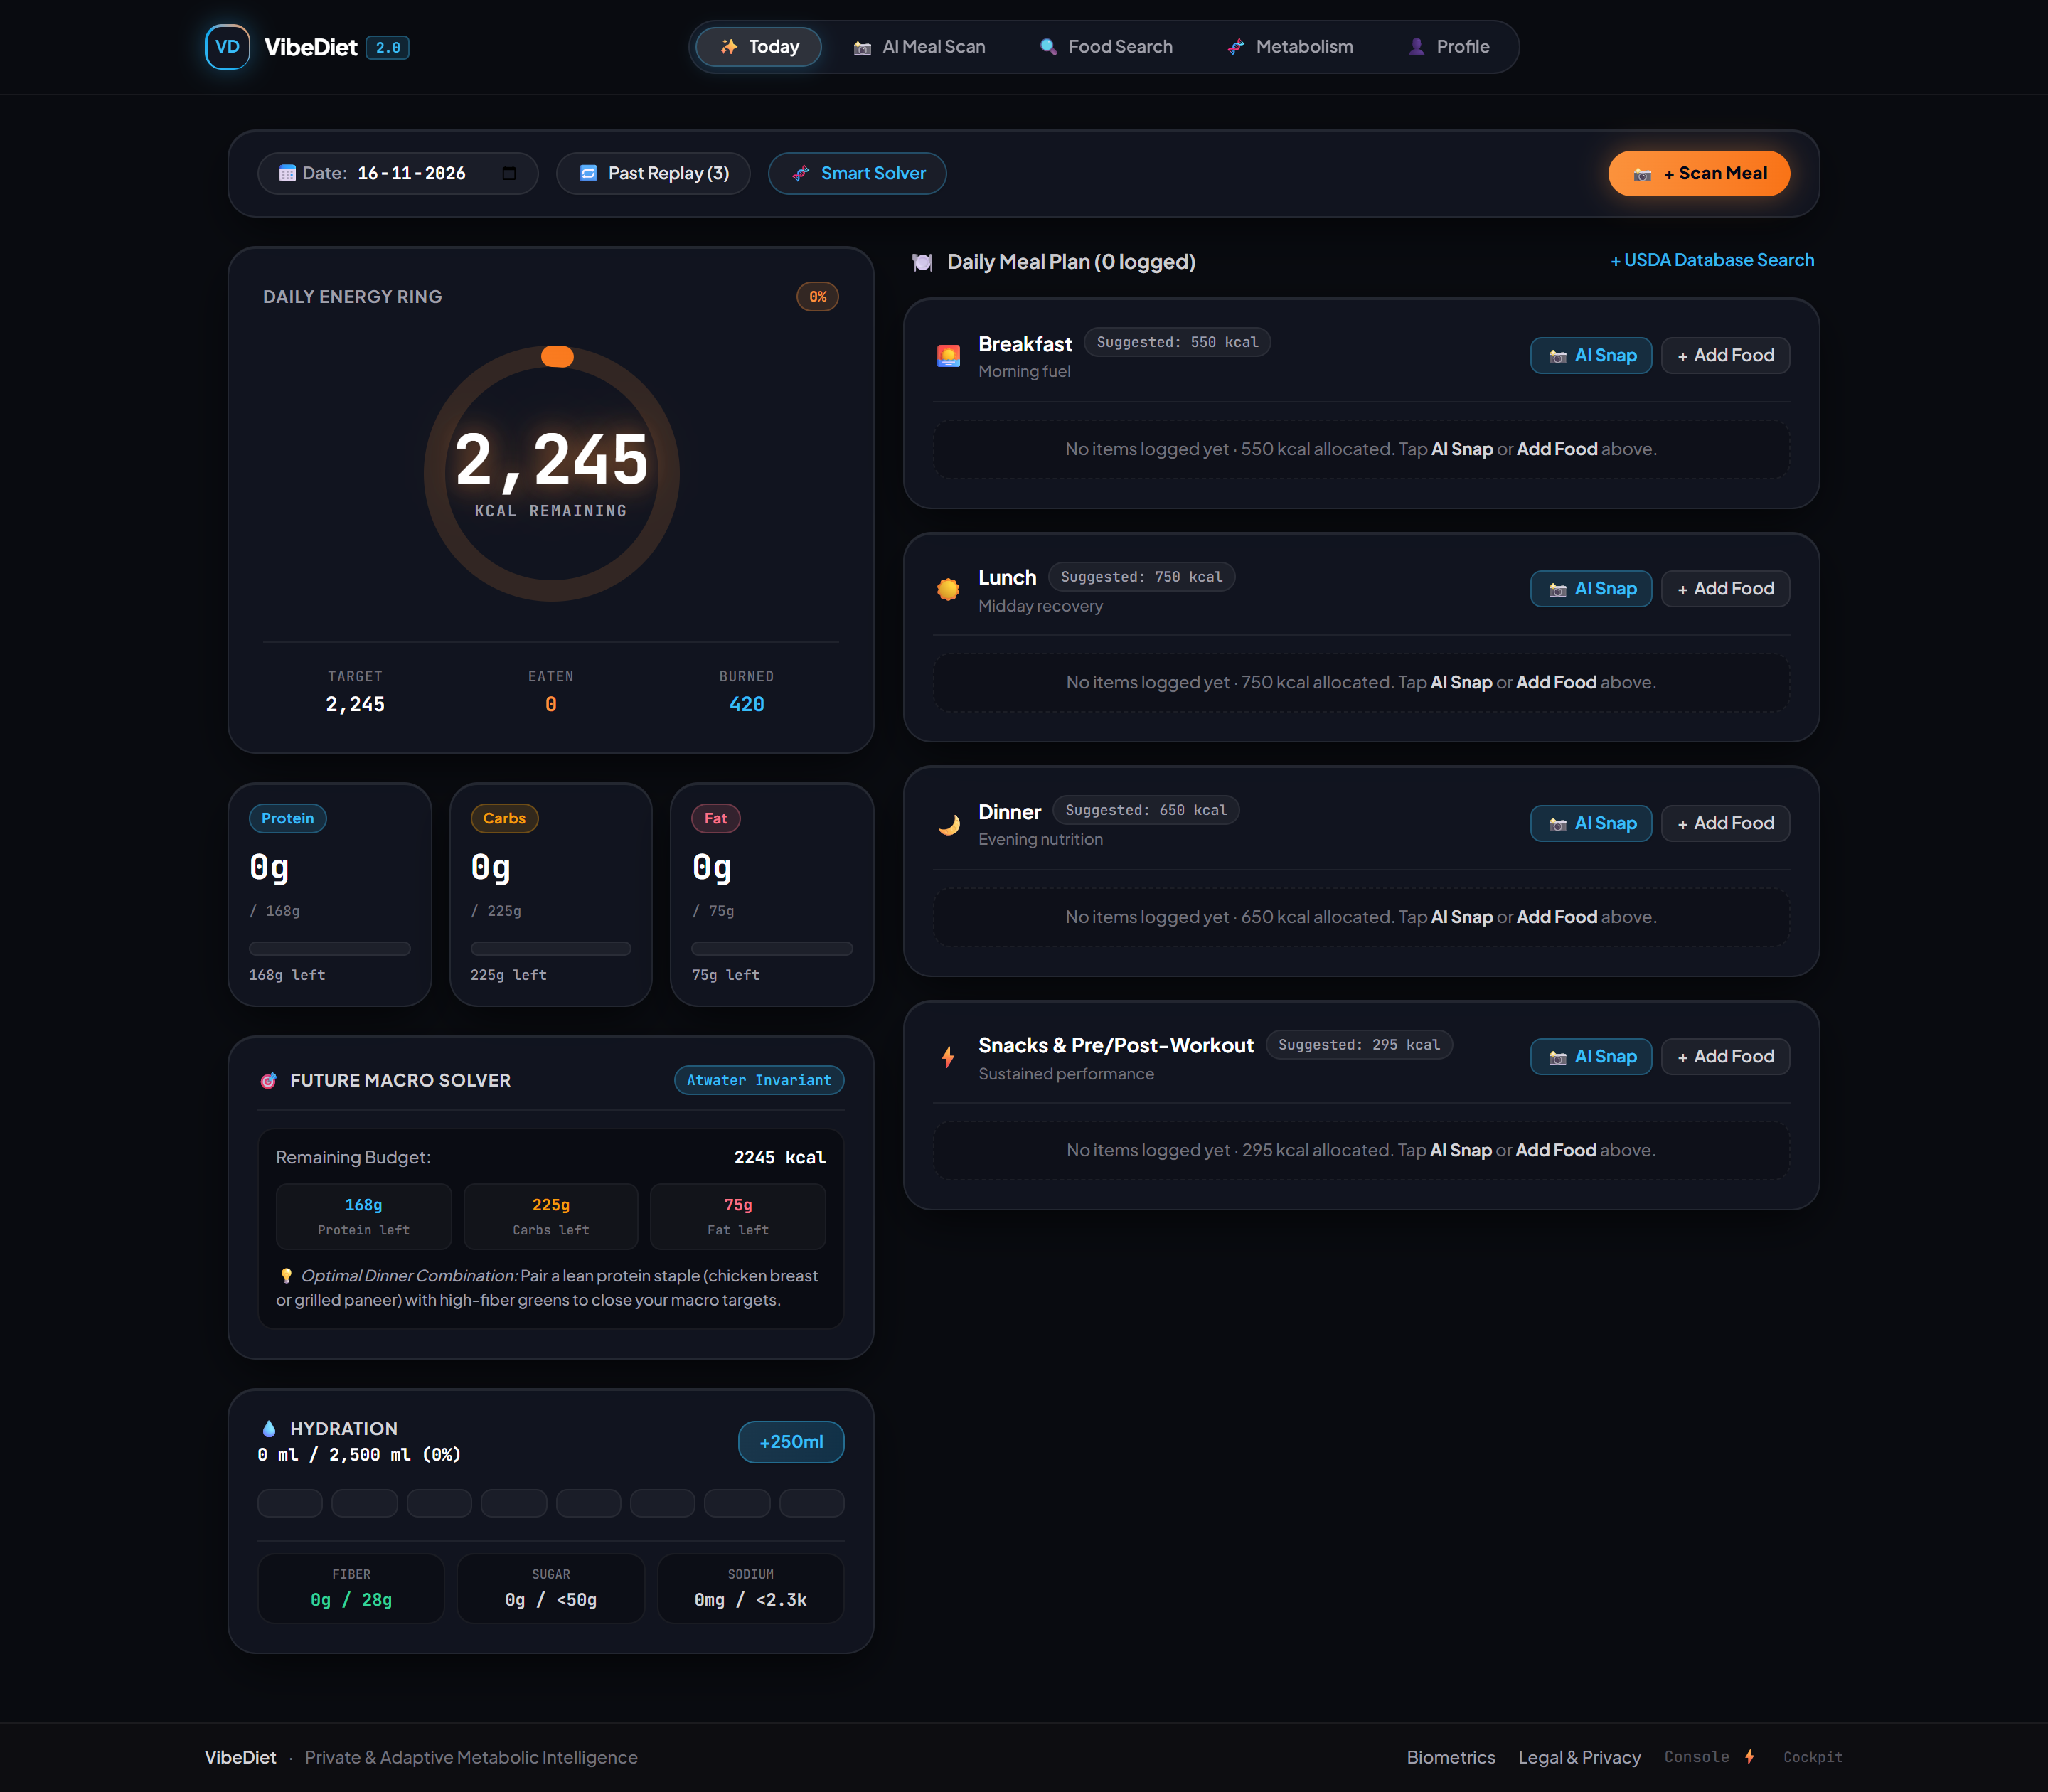 VD VibeDiet 2.0
Today
AI Meal Scan
Food Search
Metabolism
Profile
Date: 16-11-2026
Past Replay (3)
Smart Solver
+ Scan Meal
DAILY ENERGY RING
0%
2,245
KCAL REMAINING
TARGET
2,245
EATEN
0
BURNED
420
Protein
0g
/ 168g
168g left
Carbs
0g
/ 225g
225g left
Fat
0g
/ 75g
75g left
FUTURE MACRO SOLVER
Atwater Invariant
Remaining Budget: 2245 kcal
168g
Protein left
225g
Carbs left
75g
Fat left
Optimal Dinner Combination: Pair a lean protein staple (chicken breast
or grilled paneer) with high-fiber greens to close your macro targets.
HYDRATION
0 ml / 2,500 ml (0%)
+250ml
FIBER
0g / 28g
SUGAR
0g / <50g
SODIUM
0mg / <2.3k
Daily Meal Plan (0 logged)
+ USDA Database Search
Breakfast
Suggested: 550 kcal
Morning fuel
AI Snap
+ Add Food
No items logged yet · 550 kcal allocated. Tap AI Snap or Add Food above.
Lunch
Suggested: 750 kcal
Midday recovery
AI Snap
+ Add Food
No items logged yet · 750 kcal allocated. Tap AI Snap or Add Food above.
Dinner
Suggested: 650 kcal
Evening nutrition
AI Snap
+ Add Food
No items logged yet · 650 kcal allocated. Tap AI Snap or Add Food above.
Snacks & Pre/Post-Workout
Suggested: 295 kcal
Sustained performance
AI Snap
+ Add Food
No items logged yet · 295 kcal allocated. Tap AI Snap or Add Food above.
VibeDiet · Private & Adaptive Metabolic Intelligence
Biometrics
Legal & Privacy
Console
Cockpit